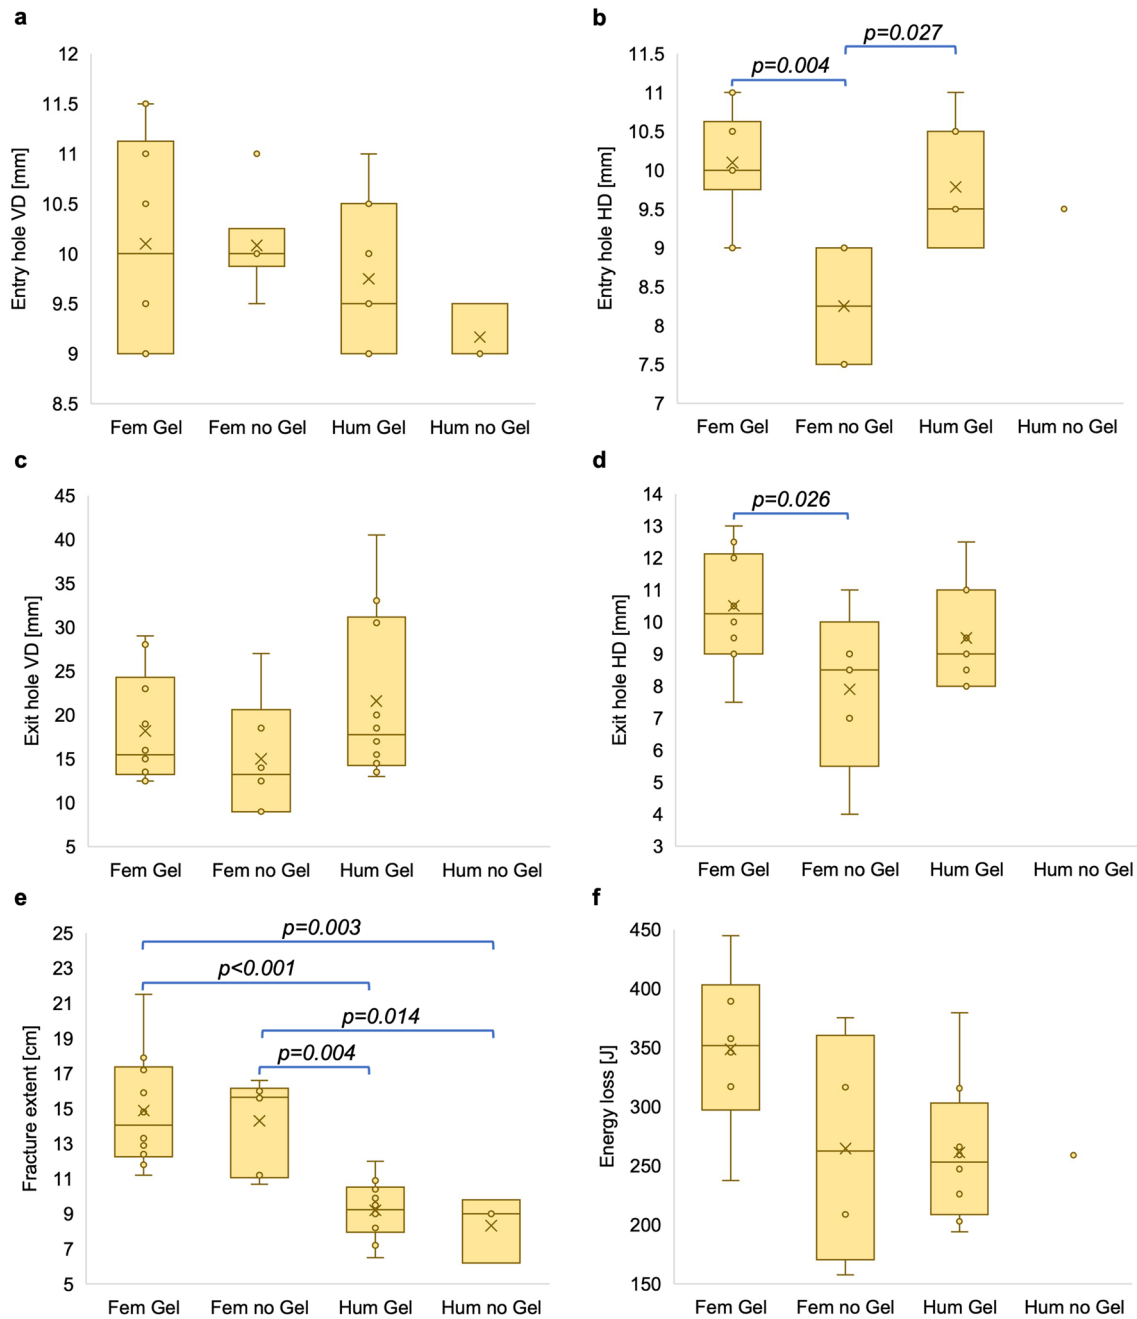 a
12
11.5
11
10.5
10
9.5
9
8.5
Entry hole VD [mm]
Fem Gel
Fem no Gel
Hum Gel
Hum no Gel
b
p=0.027
p=0.004
11.5
11
10.5
10
9.5
9
8.5
8
7.5
7
Entry hole HD [mm]
Fem Gel
Fem no Gel
Hum Gel
Hum no Gel
c
45
40
35
30
25
20
15
10
5
Exit hole VD [mm]
Fem Gel
Fem no Gel
Hum Gel
Hum no Gel
d
p=0.026
14
13
12
11
10
9
8
7
6
5
4
3
Exit hole HD [mm]
Fem Gel
Fem no Gel
Hum Gel
Hum no Gel
e
p=0.003
p<0.001
p=0.014
p=0.004
25
23
21
19
17
15
13
11
9
7
5
Fracture extent [cm]
Fem Gel
Fem no Gel
Hum Gel
Hum no Gel
f
450
400
350
300
250
200
150
Energy loss [J]
Fem Gel
Fem no Gel
Hum Gel
Hum no Gel